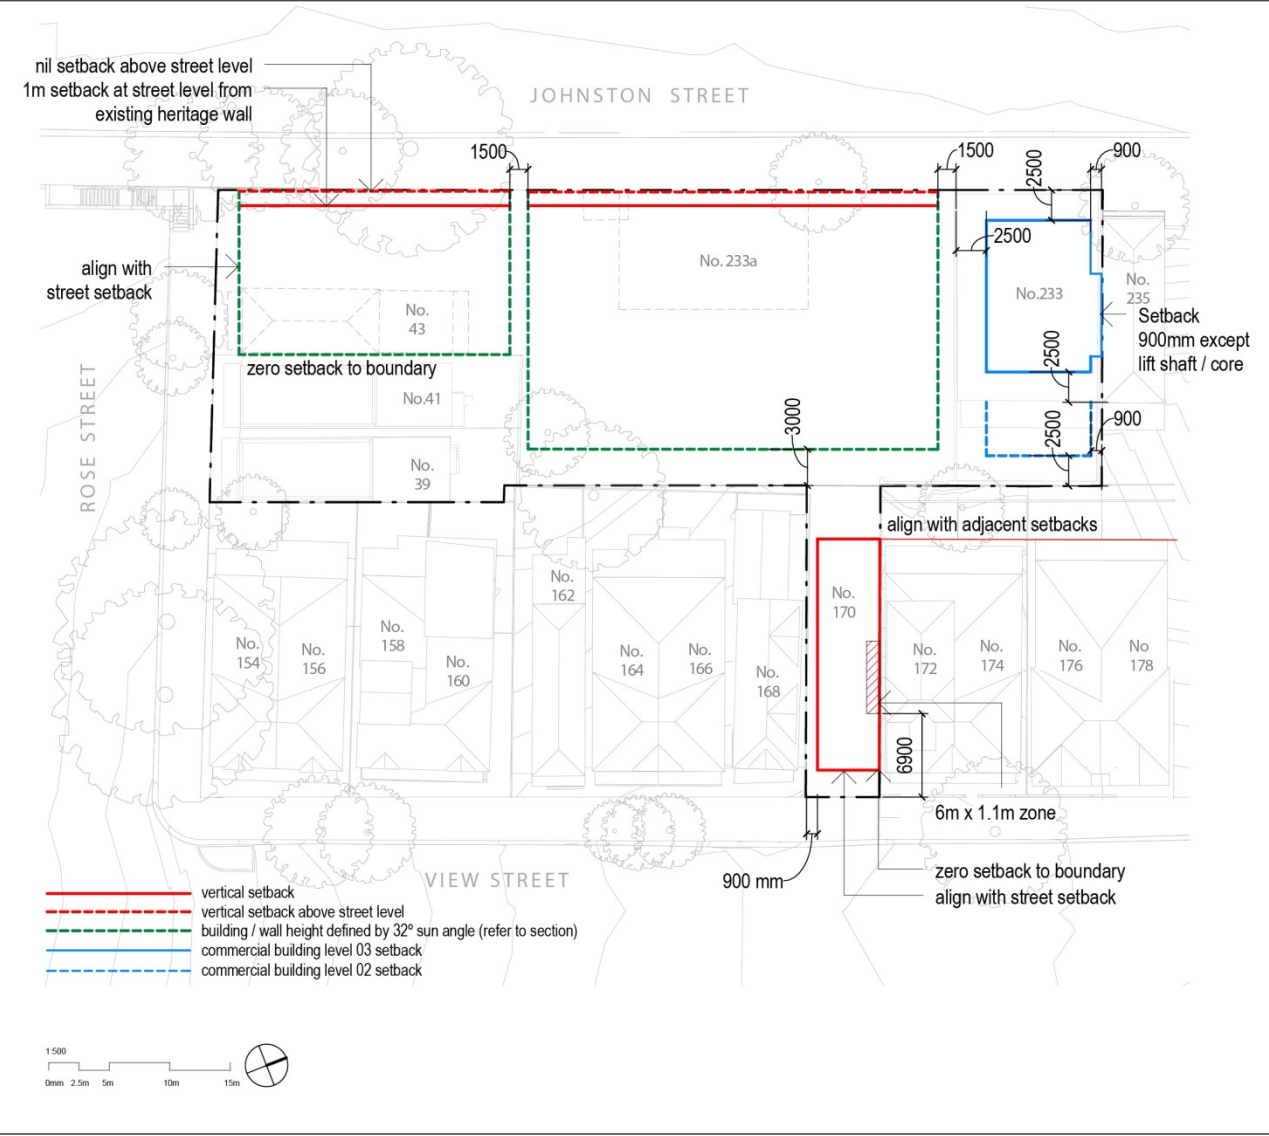 nil setback above street level
1m setback at street level from
existing heritage wall
JOHNSTON STREET
1500
1500
2500
900
2500
align with
street setback
No. 233a
No.233
No.
235
No.
43
Setback
900mm except
lift shaft / core
zero setback to boundary
2500
ROSE STREET
No.41
3000
2500
900
No.
39
align with adjacent setbacks
No.
162
No.
170
No.
154
No.
156
No.
158
No.
160
No.
164
No.
166
No.
168
No.
172
No.
174
No.
176
No
178
6900
6m x 1.1m zone
900 mm
VIEW STREET
zero setback to boundary
align with street setback
vertical setback
vertical setback above street level
building / wall height defined by 32º sun angle (refer to section)
commercial building level 03 setback
commercial building level 02 setback
1:500
0mm 2.5m 5m 10m 15m